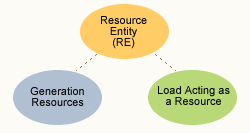 Resource
Entity
(RE)
Generation
Resources
Load Acting as
a Resource